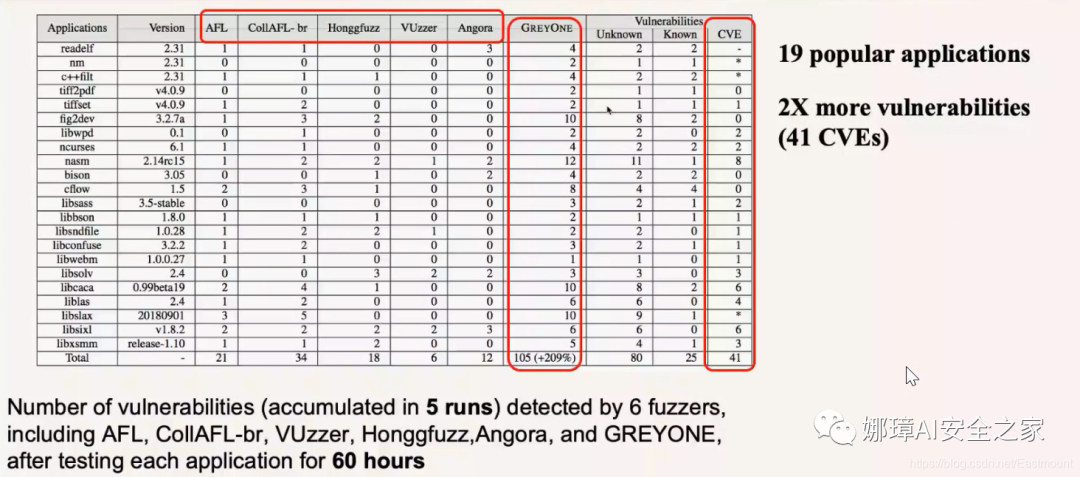 Applications Version AFL CollAFL- br Honggfuzz VUzzer Angora GREYONE Vulnerabilities Unknown Known CVE
readelf 2.31 1 1 0 0 3 4 2 2 -
nm 2.31 0 0 0 0 0 2 1 1 *
c++filt 2.31 1 1 1 0 0 4 2 2 *
tiff2pdf v4.0.9 0 0 0 0 0 2 1 1 0
tiffset v4.0.9 1 2 0 0 0 2 1 1 1
fig2dev 3.2.7a 1 3 2 0 0 10 8 2 0
libwpd 0.1 0 1 0 0 0 2 2 0 2
ncurses 6.1 1 1 0 0 0 4 2 2 2
nasm 2.14rc15 1 2 2 1 2 12 11 1 8
bison 3.05 0 0 1 0 2 4 2 2 0
cflow 1.5 2 3 1 0 0 8 4 4 0
libsass 3.5-stable 0 0 0 0 0 3 2 1 2
libbson 1.8.0 1 1 1 0 0 2 1 1 1
libsndfile 1.0.28 1 2 2 1 0 2 2 0 1
libconfuse 3.2.2 1 2 0 0 0 3 2 1 1
libwebm 1.0.0.27 1 1 0 0 0 1 1 0 1
libsolv 2.4 0 0 3 2 2 3 3 0 3
libcaca 0.99beta19 2 4 1 0 0 10 8 2 6
liblas 2.4 1 2 0 0 0 6 6 0 4
libslax 20180901 3 5 0 0 0 10 9 1 *
libsixl v1.8.2 2 2 2 2 3 6 6 0 6
libxsmm release-1.10 1 1 2 0 0 5 4 1 3
Total - 21 34 18 6 12 105 (+209%) 80 25 41
19 popular applications
2X more vulnerabilities
(41 CVEs)
Number of vulnerabilities (accumulated in 5 runs) detected by 6 fuzzers,
including AFL, CollAFL-br, VUzzer, Honggfuzz,Angora, and GREYONE,
after testing each application for 60 hours
娜璋AI安全之家
https://blog.csdn.net/Eastmount